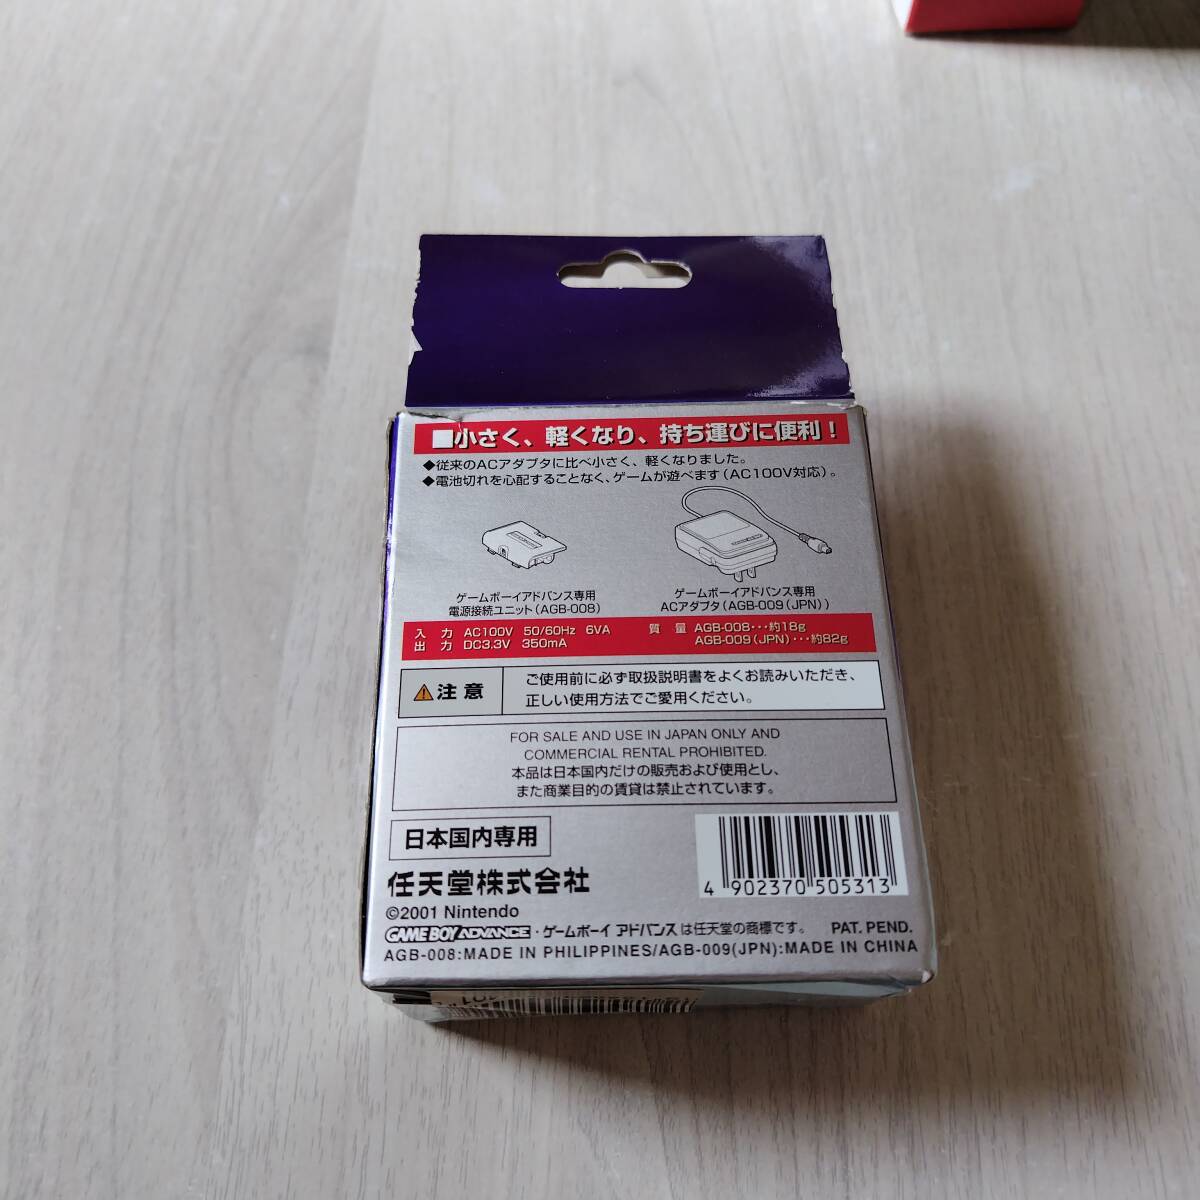 ■小さく、軽くなり、持ち運びに便利！
◆従来のACアダプタに比べ小さく、軽くなりました。
◆電池切れを心配することなく、ゲームが遊べます（AC100V対応）。
ゲームボーイアドバンス専用
電源接続ユニット（AGB-008）
ゲームボーイアドバンス専用
ACアダプタ（AGB-009（JPN））
入力 AC100V 50/60Hz 6VA
出力 DC3.3V 350mA
質量 AGB-008・・・約18g
AGB-009（JPN）・・・約82g
注意
ご使用前に必ず取扱説明書をよくお読みいただき、
正しい使用方法でご愛用ください。
FOR SALE AND USE IN JAPAN ONLY AND
COMMERCIAL RENTAL PROHIBITED.
本品は日本国内だけの販売および使用とし、
また商業目的の賃貸は禁止されています。
日本国内専用
任天堂株式会社
©2001 Nintendo
GAME BOY ADVANCE・ゲームボーイ アドバンスは任天堂の商標です。 PAT. PEND.
AGB-008:MADE IN PHILIPPINES/AGB-009(JPN):MADE IN CHINA
4 902370 505313